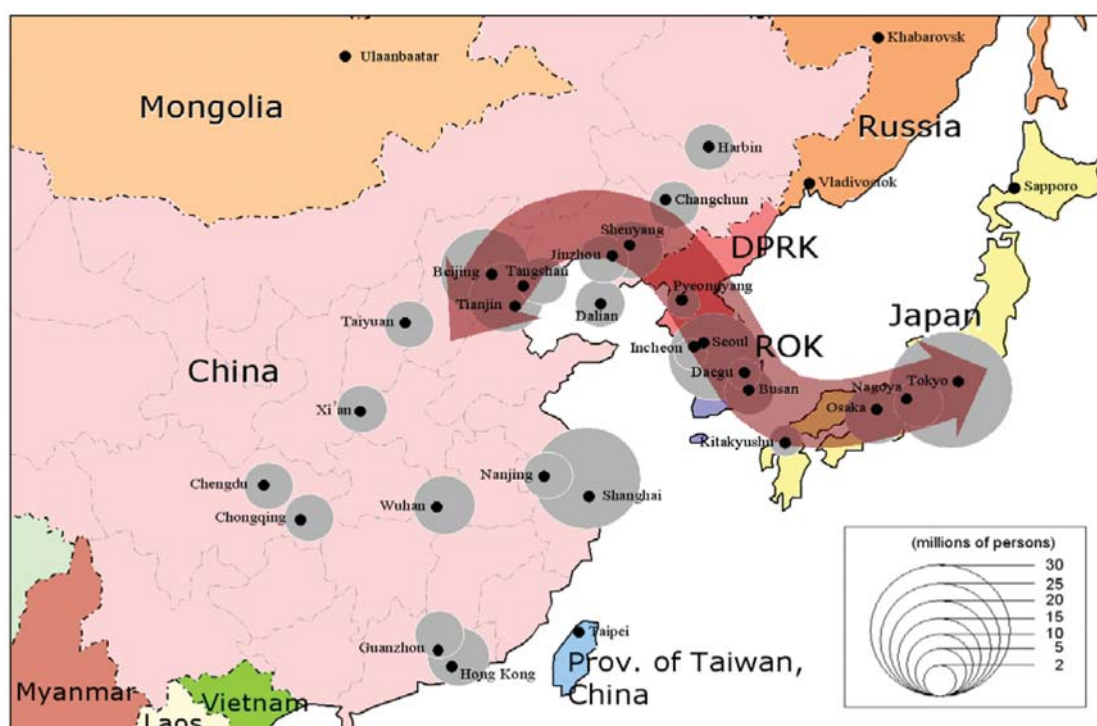 Ulaanbaatar
Khabarovsk
Mongolia
Russia
Harbin
Vladivostok
Sapporo
Changchun
Shenyang
DPRK
Jinzhou
Beijing
Tangshan
Pyeongyang
Tianjin
Dalian
Japan
Taiyuan
Incheon
Seoul
ROK
China
Daegu
Busan
Nagoya
Tokyo
Xi'an
Osaka
Kitakyushu
Nanjing
Chengdu
Shanghai
Wuhan
Chongqing
(millions of persons)
30
25
20
15
10
5
2
Taipei
Guanzhou
Hong Kong
Prov. of Taiwan,
China
Myanmar
Vietnam
Laos